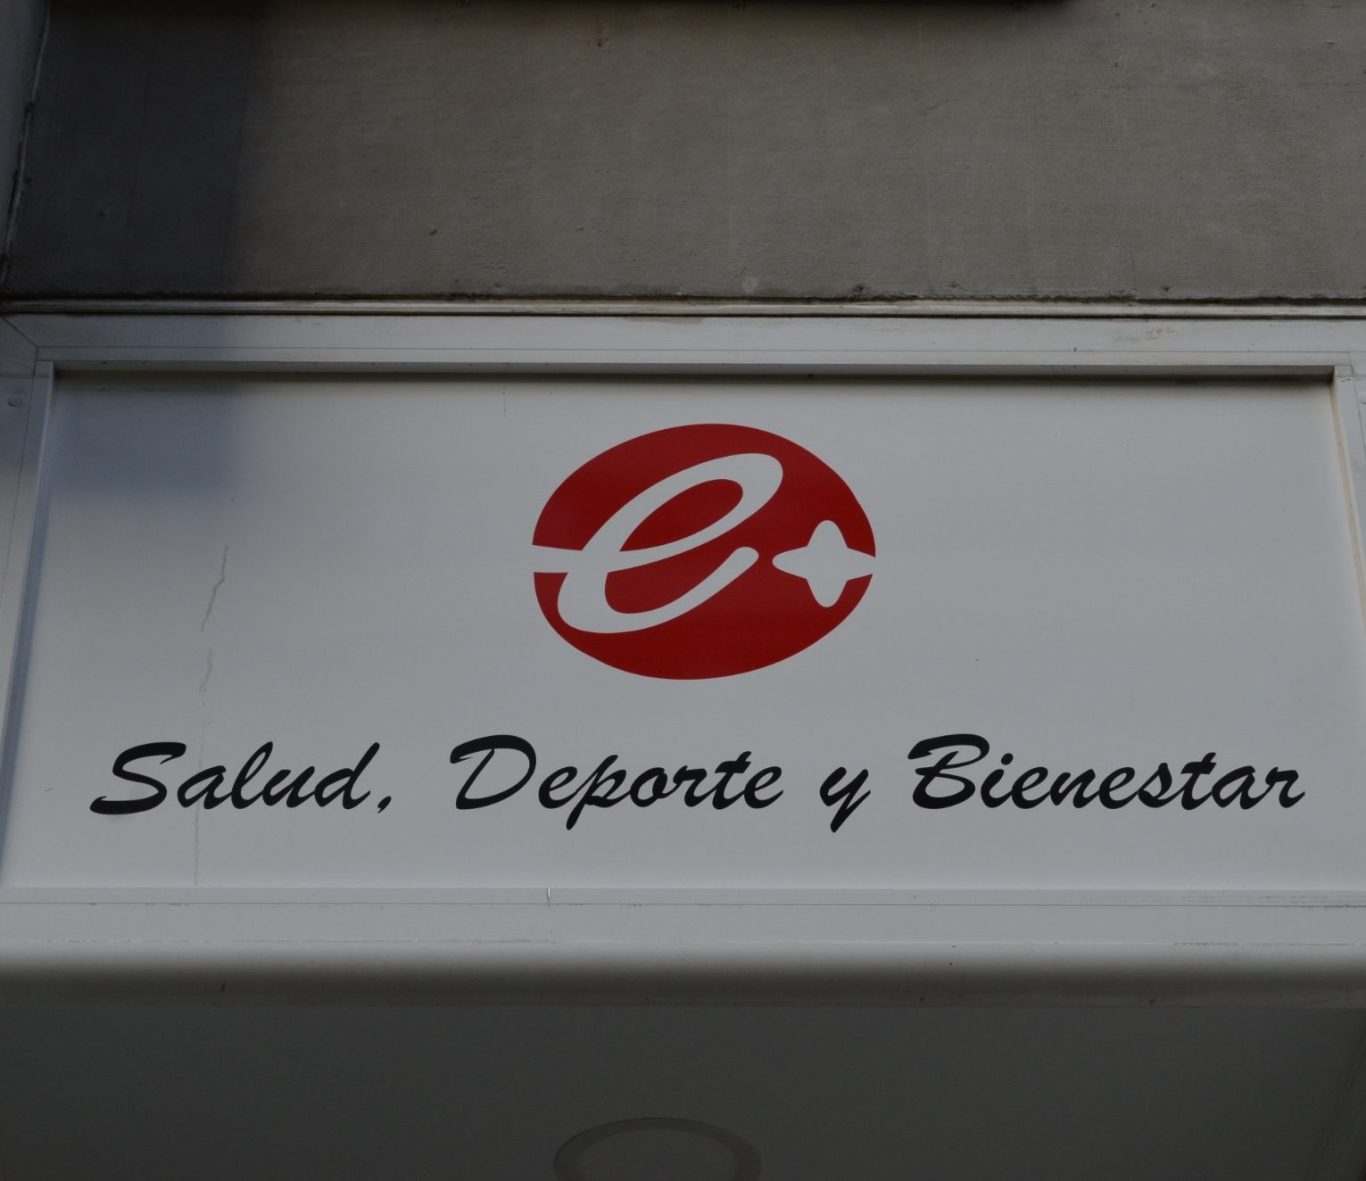 e+
Salud, Deporte y Bienestar